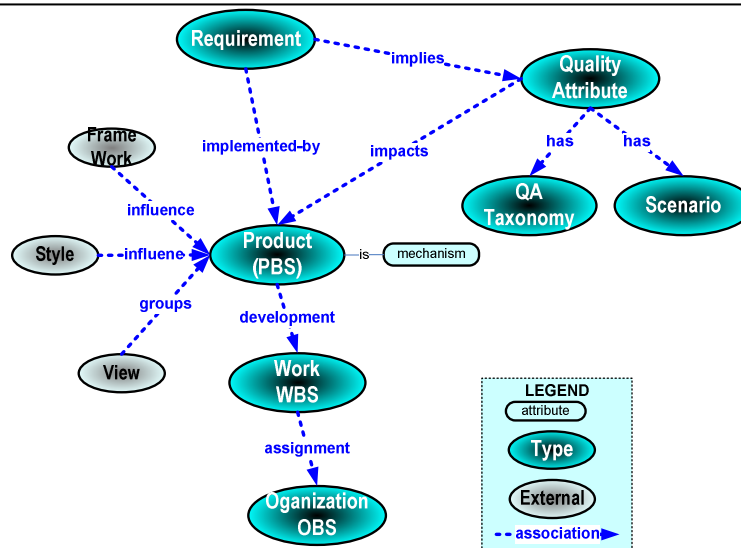 Requirement
implies
Quality
Attribute
Frame
Work
implemented-by
impacts
has
has
influence
QA
Taxonomy
Scenario
Style
influene
Product
(PBS)
is
mechanism
groups
development
View
Work
WBS
assignment
Oganization
OBS
LEGEND
attribute
Type
External
association